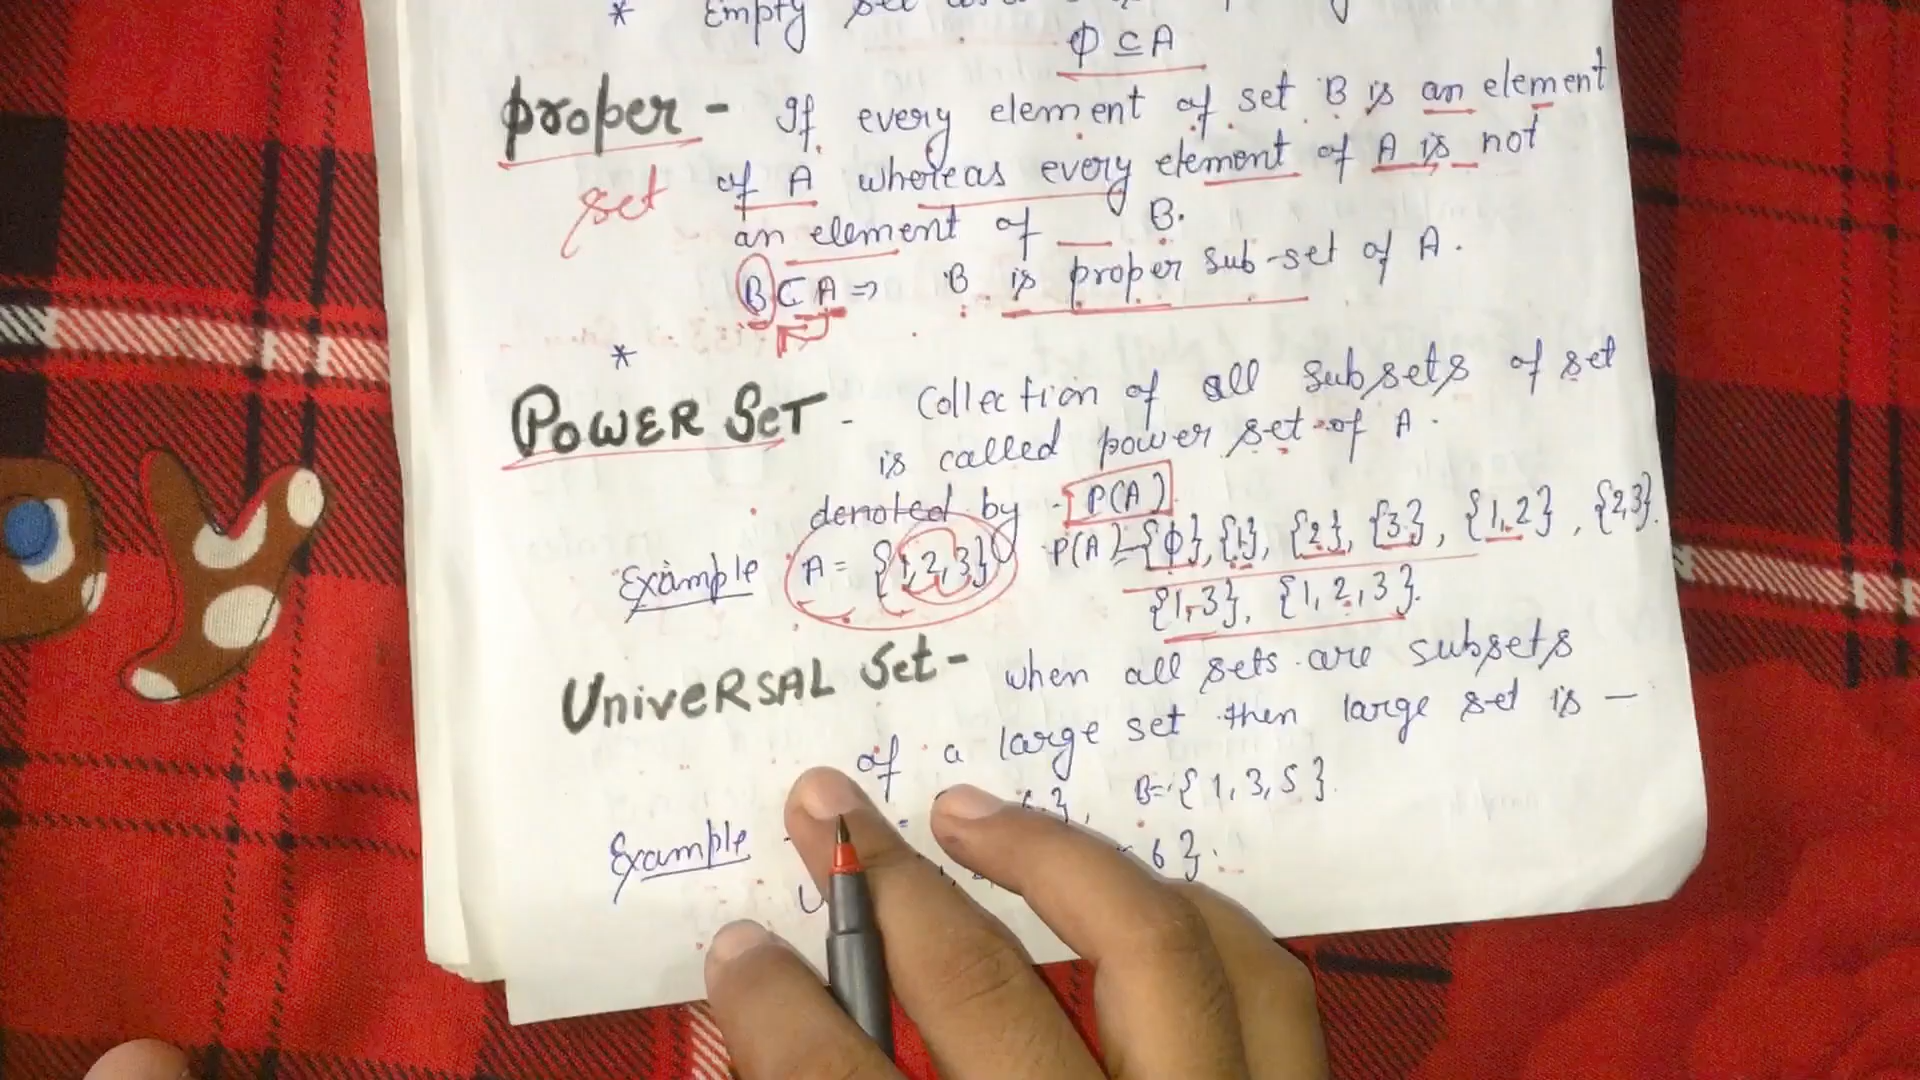 * Empty set
ϕ ⊆ A
proper - If every element of set B is an element
set of A whereas every element of A is not
an element of __ B.
B ⊂ A ⇒ B is proper sub-set of A.
*
POWER SeT - Collection of all subsets of set
is called power set of A.
denoted by - P(A)
Example A = {1,2,3} P(A) = {ϕ}, {1}, {2}, {3}, {1,2}, {2,3}.
{1,3}, {1,2,3}.
UniveRSAL Set - when all sets are subsets
of a large set then large set is —
Example - = 6}, B = {1,3,5}.
U 6}.